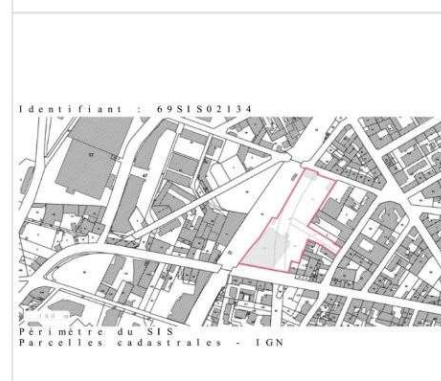 Identifiant : 69SIS02134
Périmètre du SIS
Parcelles cadastrales - IGN